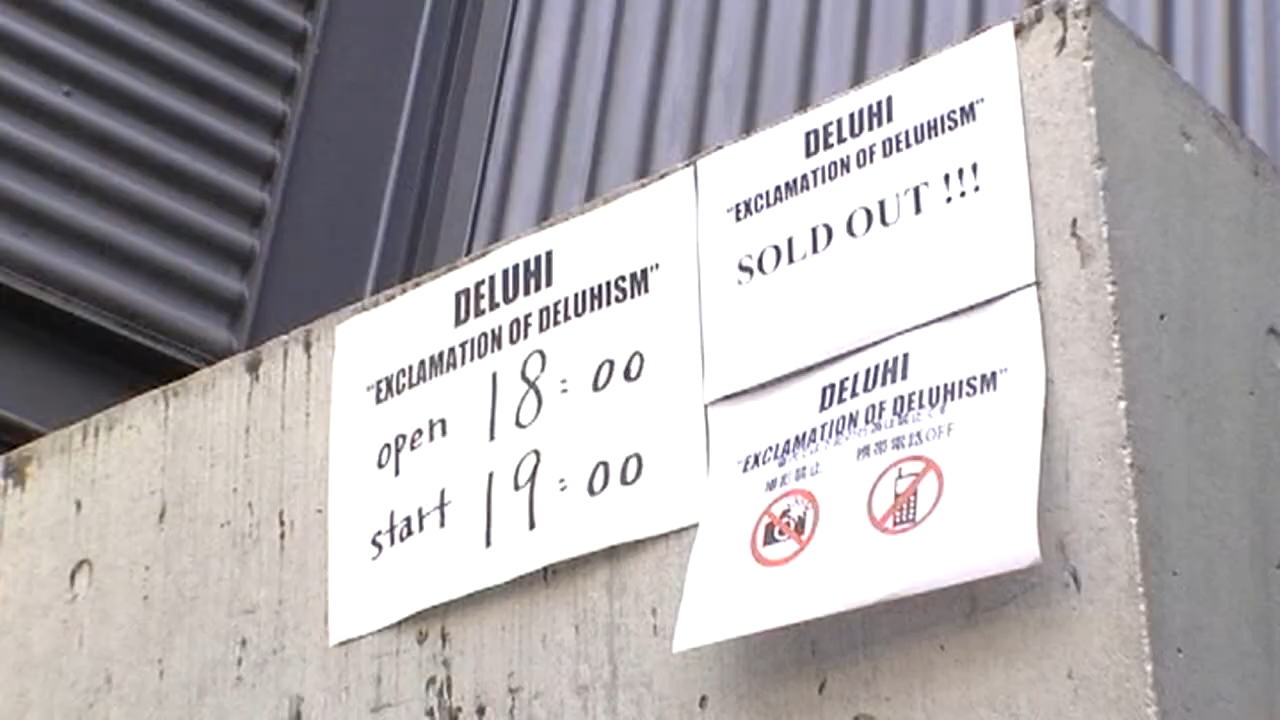 DELUHI
"EXCLAMATION OF DELUHISM"
open 18:00
start 19:00
DELUHI
"EXCLAMATION OF DELUHISM"
SOLD OUT !!!
DELUHI
"EXCLAMATION OF DELUHISM"
撮影禁止
携帯電話OFF